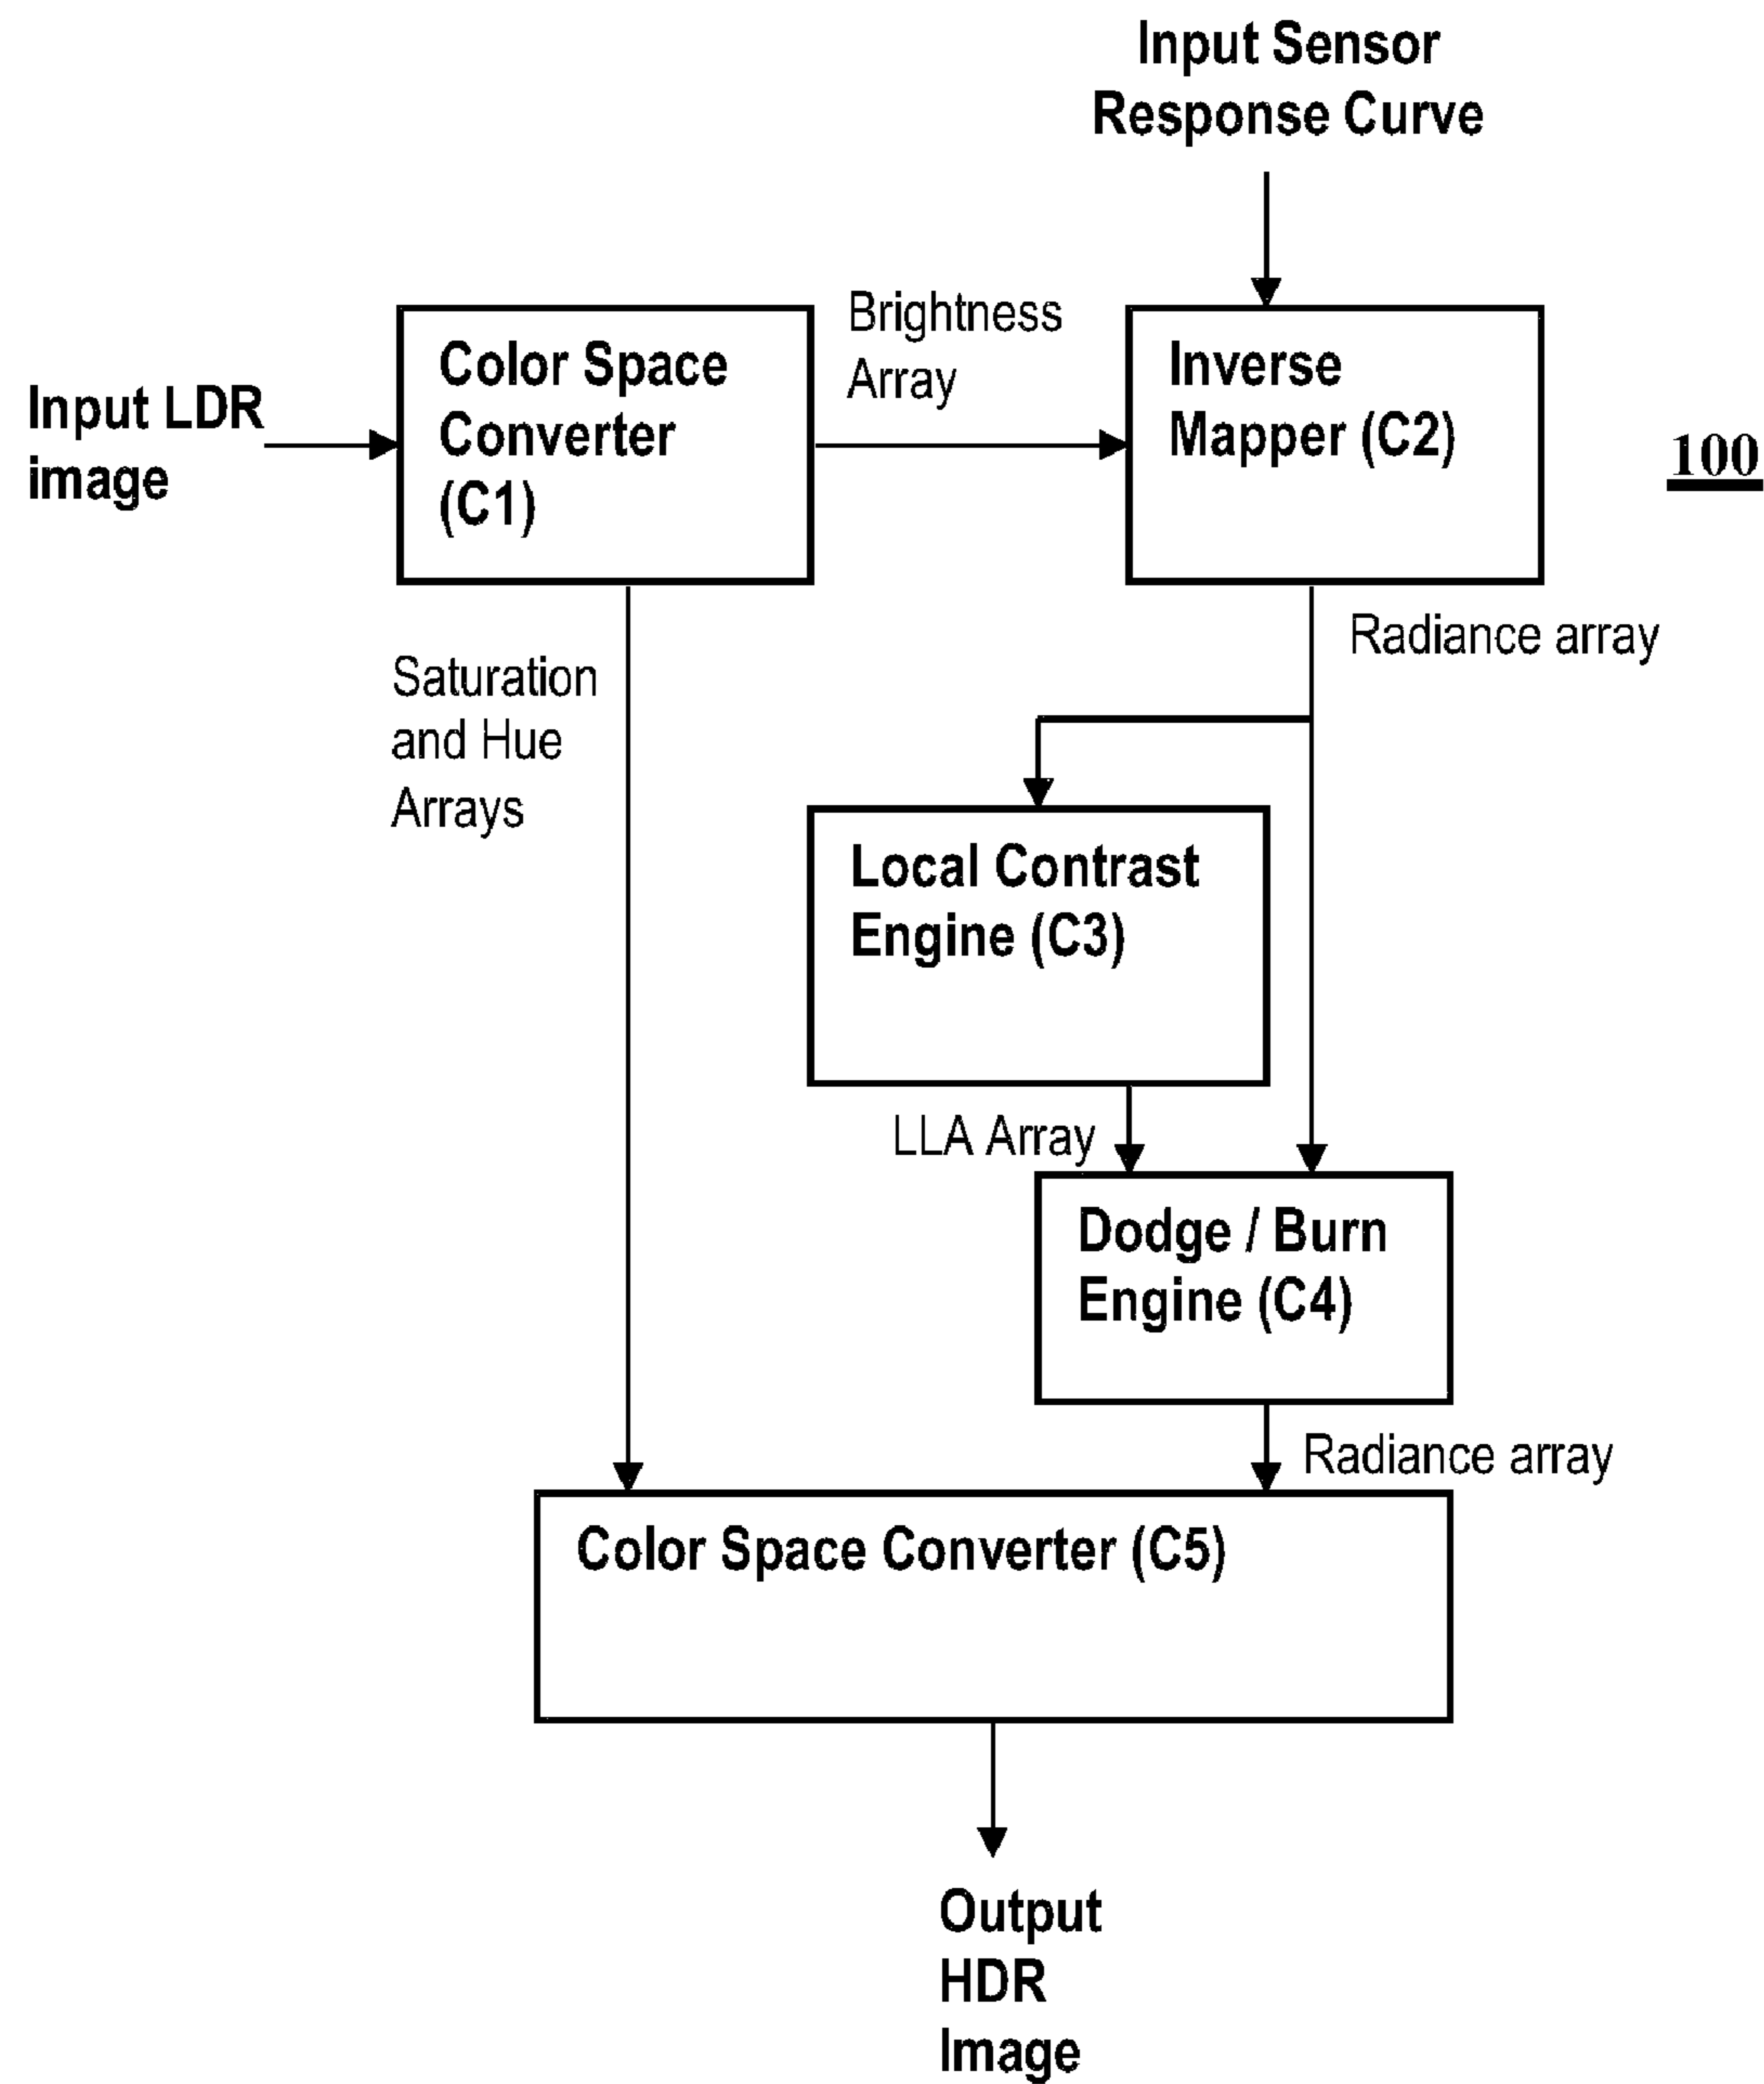 Input Sensor
Response Curve
Input LDR
image
Color Space
Converter
(C1)
Brightness
Array
Inverse
Mapper (C2)
100
Saturation
and Hue
Arrays
Radiance array
Local Contrast
Engine (C3)
LLA Array
Dodge / Burn
Engine (C4)
Radiance array
Color Space Converter (C5)
Output
HDR
Image